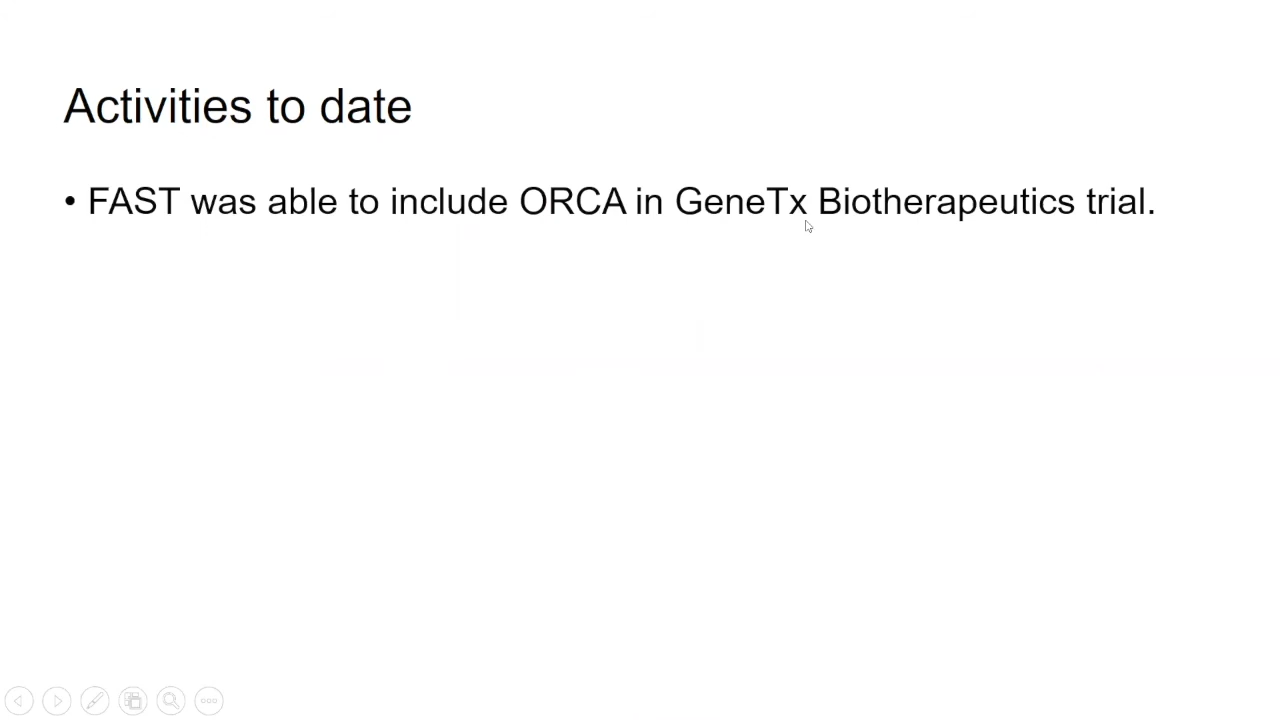 Activities to date
• FAST was able to include ORCA in GeneTx Biotherapeutics trial.